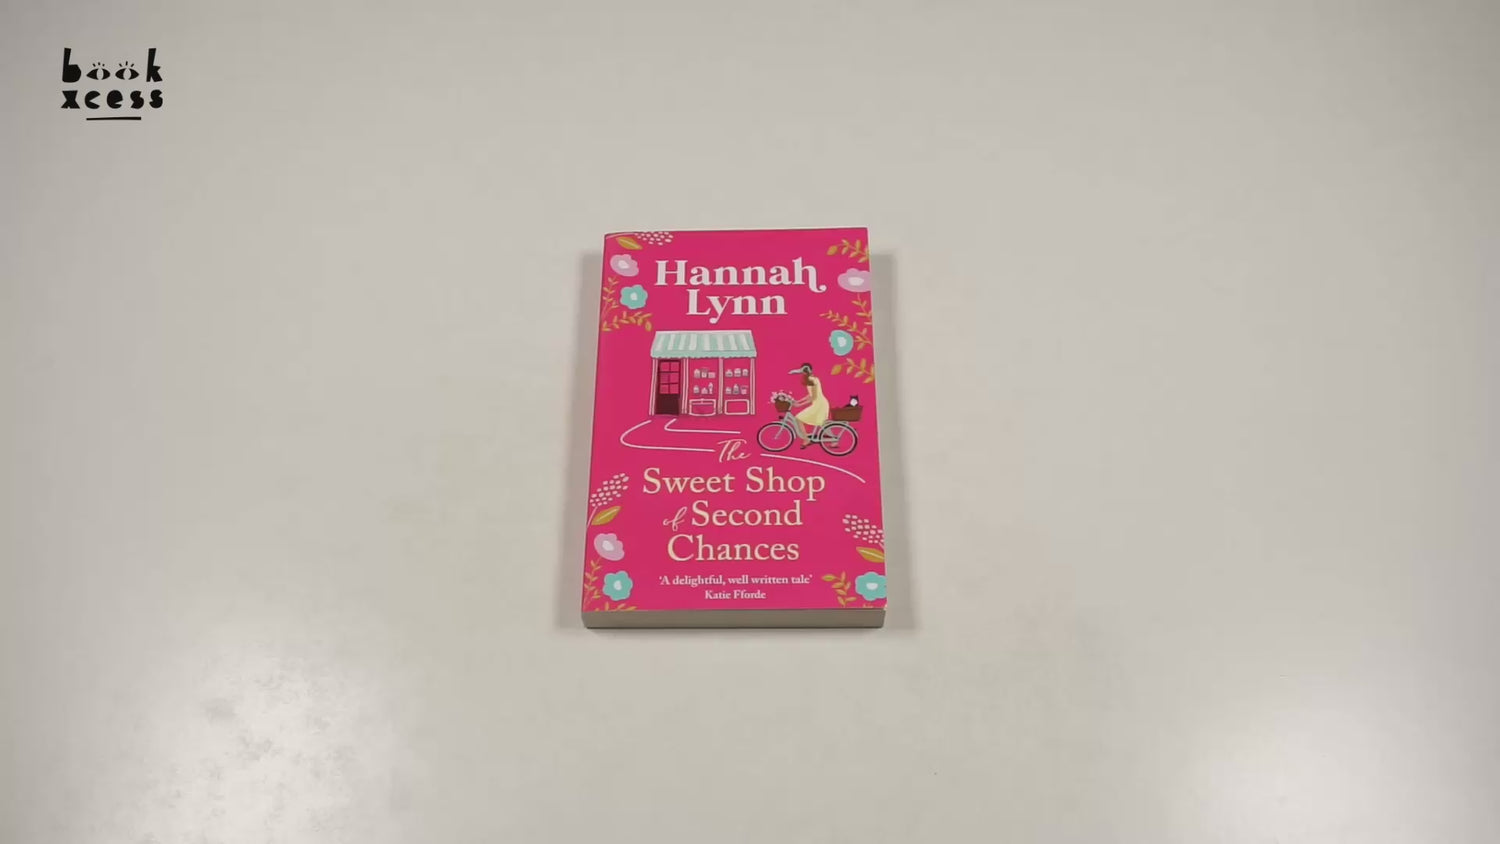 book
xcess
Hannah
Lynn
The
Sweet Shop
of Second
Chances
'A delightful, well written tale'
Katie Fforde